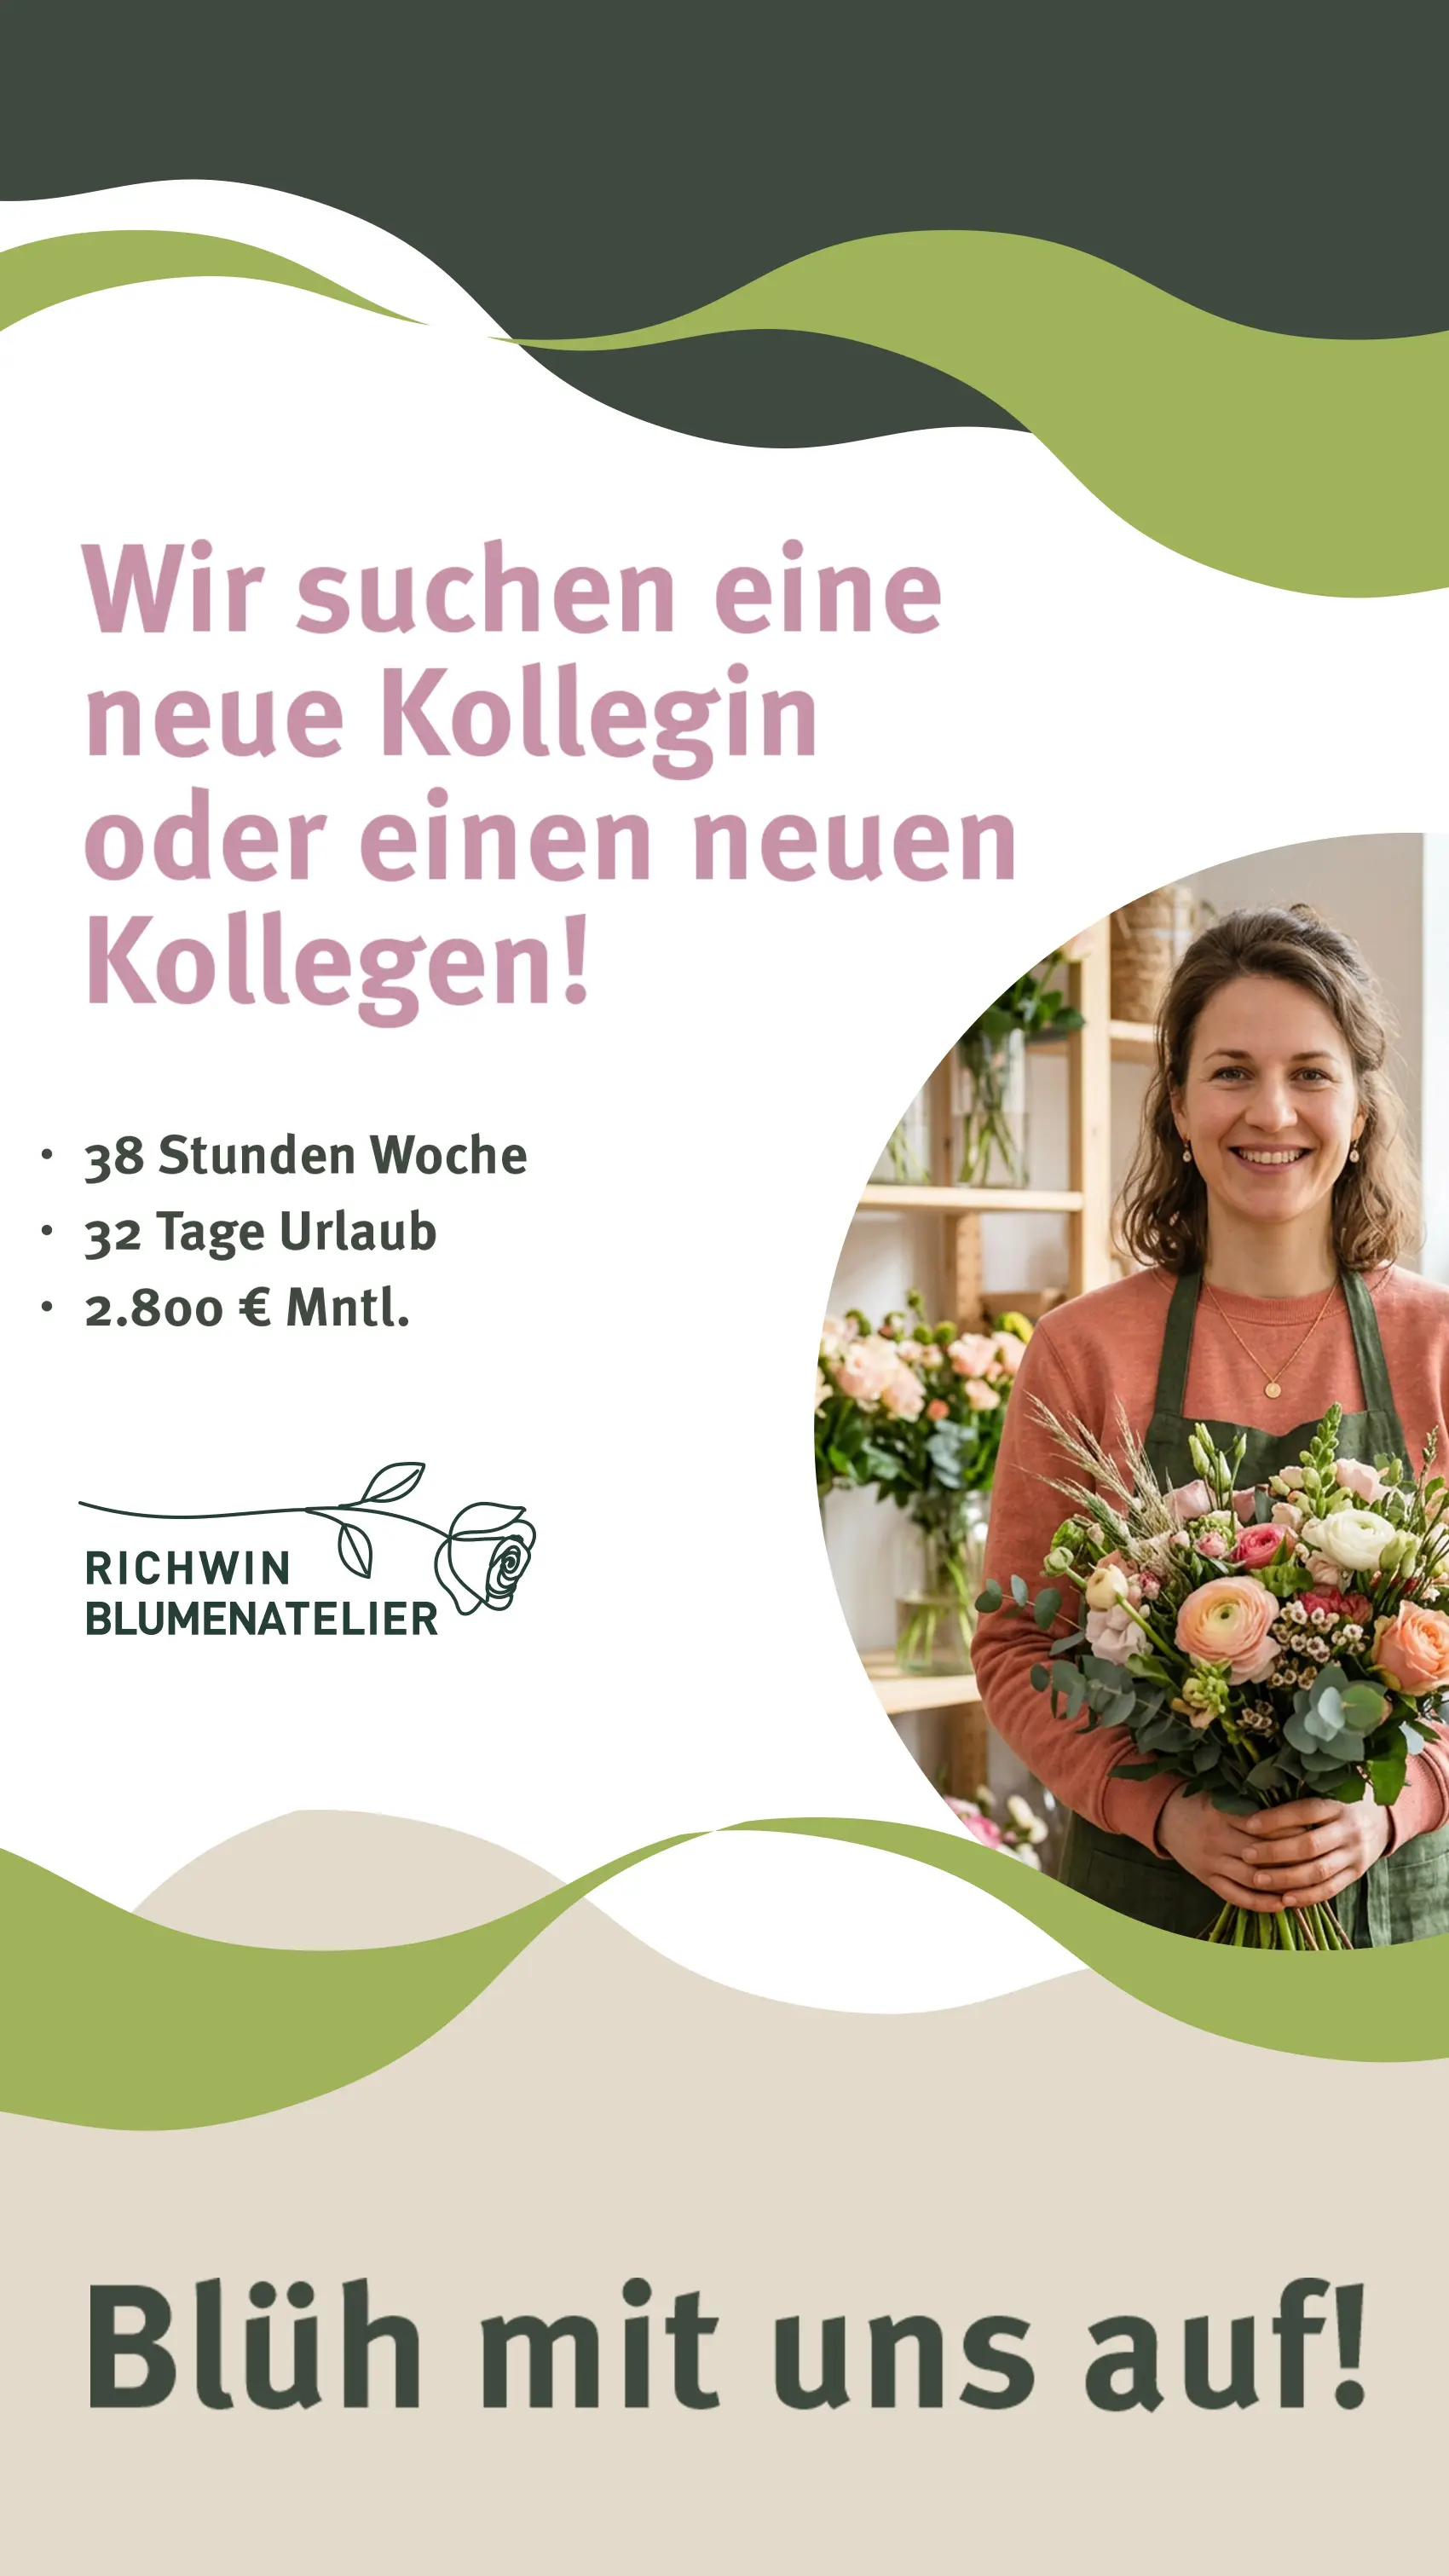 Wir suchen eine
neue Kollegin
oder einen neuen
Kollegen!
• 38 Stunden Woche
• 32 Tage Urlaub
• 2.800 € Mntl.
RICHWIN
BLUMENATELIER
Blüh mit uns auf!